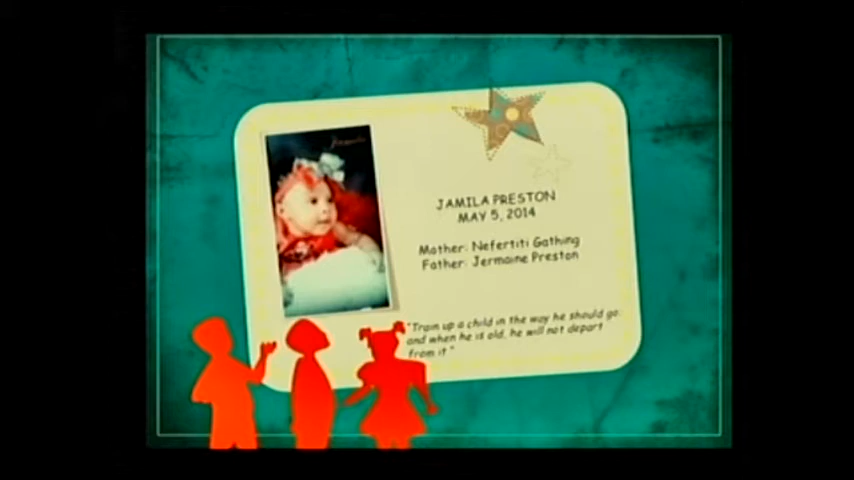 JAMILA PRESTON
MAY 5, 2014
Mother: Nefertiti Gathing
Father: Jermaine Preston
"Train up a child in the way he should go:
and when he is old, he will not depart
from it."